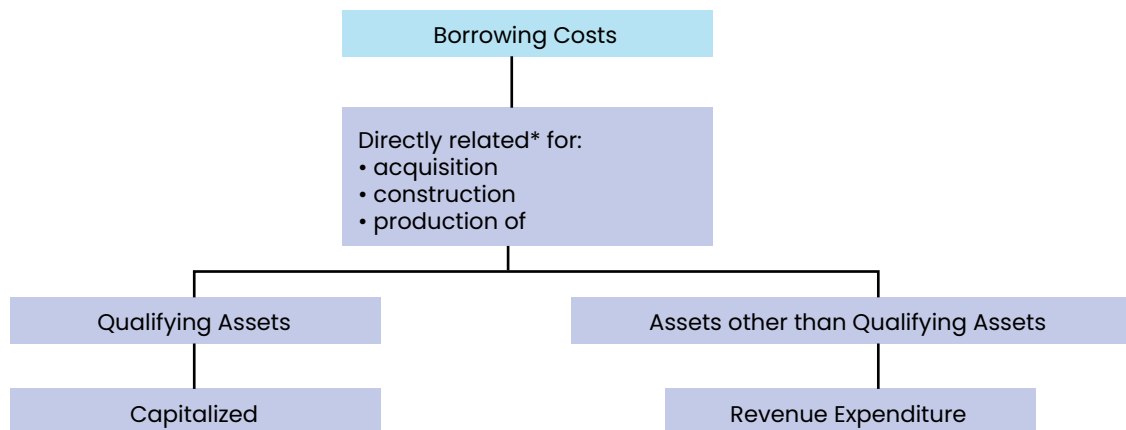 Borrowing Costs
Directly related* for:
• acquisition
• construction
• production of
Qualifying Assets
Assets other than Qualifying Assets
Capitalized
Revenue Expenditure